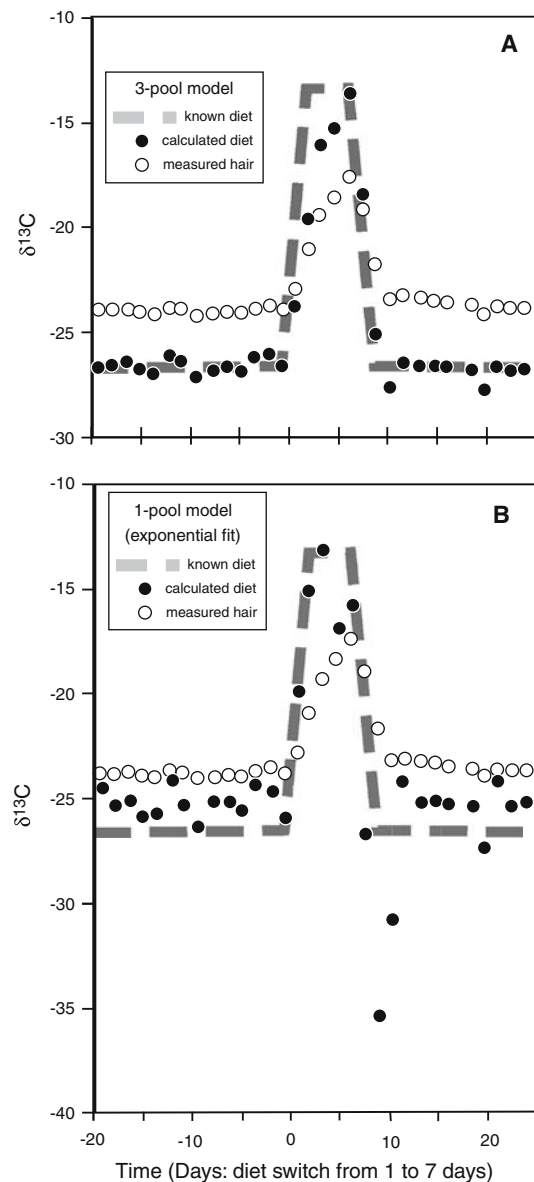 -10
A
3-pool model
known diet
calculated diet
measured hair
-15
-20
δ13C
-25
-30
-10
B
1-pool model
(exponential fit)
known diet
calculated diet
measured hair
-15
-20
δ13C
-25
-30
-35
-40
-20 -10 0 10 20
Time (Days: diet switch from 1 to 7 days)